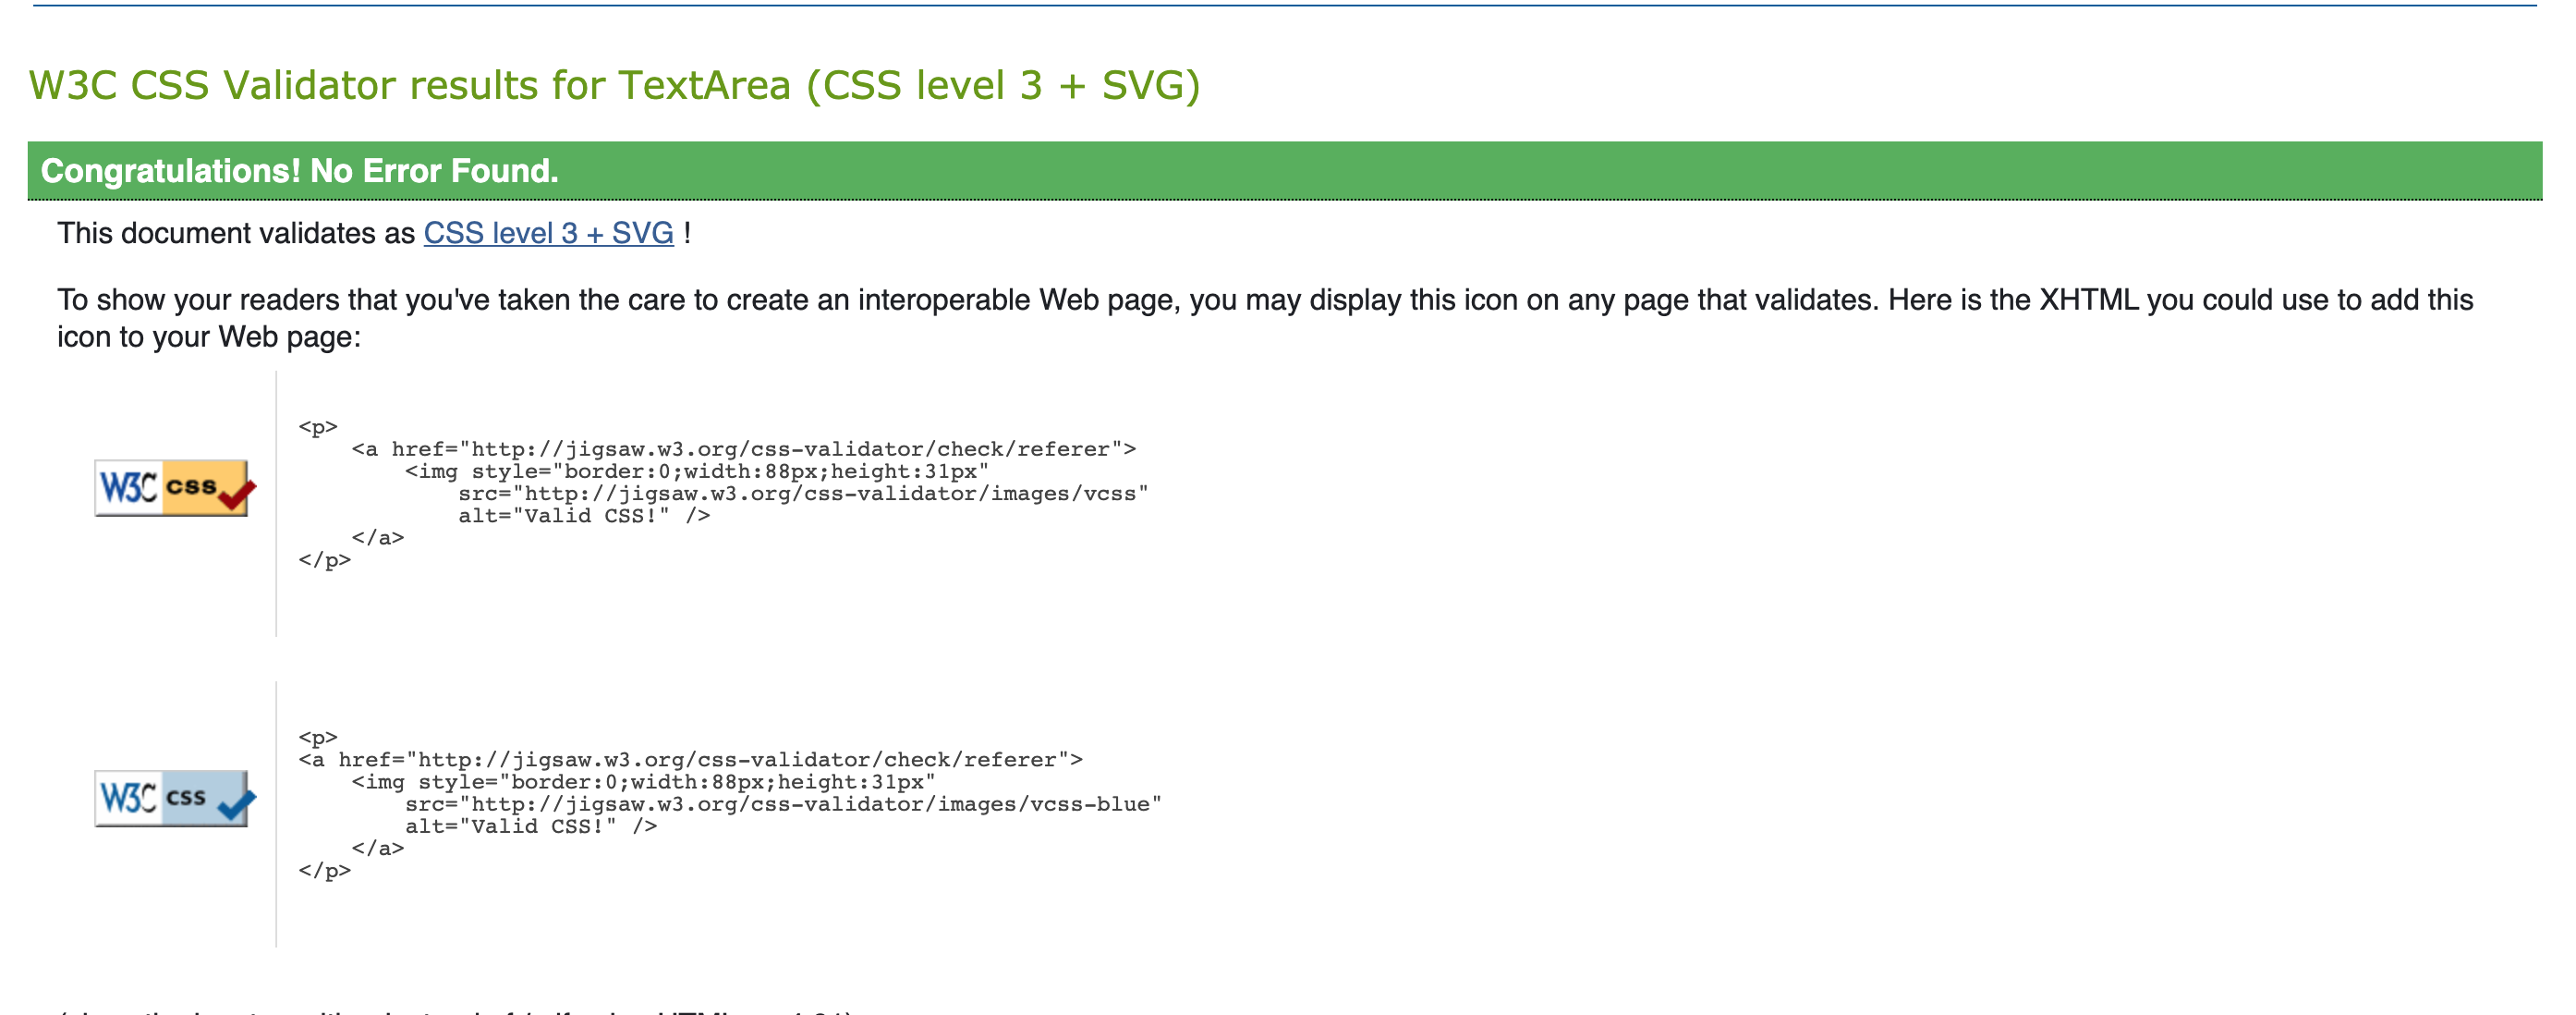 W3C CSS Validator results for TextArea (CSS level 3 + SVG)
Congratulations! No Error Found.
This document validates as CSS level 3 + SVG !
To show your readers that you've taken the care to create an interoperable Web page, you may display this icon on any page that validates. Here is the XHTML you could use to add this
icon to your Web page:
W3C css
<p>
    <a href="http://jigsaw.w3.org/css-validator/check/referer">
        <img style="border:0;width:88px;height:31px"
            src="http://jigsaw.w3.org/css-validator/images/vcss"
            alt="Valid CSS!" />
    </a>
</p>
W3C css
<p>
<a href="http://jigsaw.w3.org/css-validator/check/referer">
    <img style="border:0;width:88px;height:31px"
        src="http://jigsaw.w3.org/css-validator/images/vcss-blue"
        alt="Valid CSS!" />
    </a>
</p>